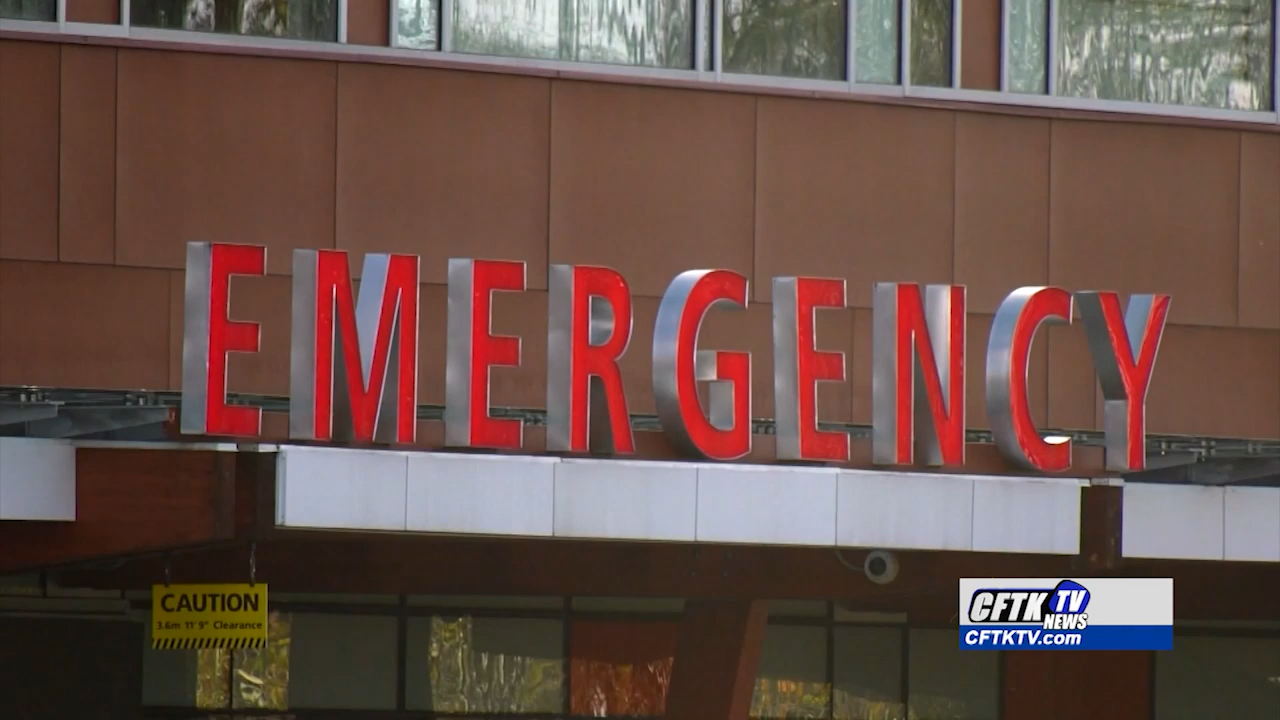 EMERGENCY
CAUTION
3.6m 11' 9" Clearance
CFTK TV
NEWS
CFTKTV.com